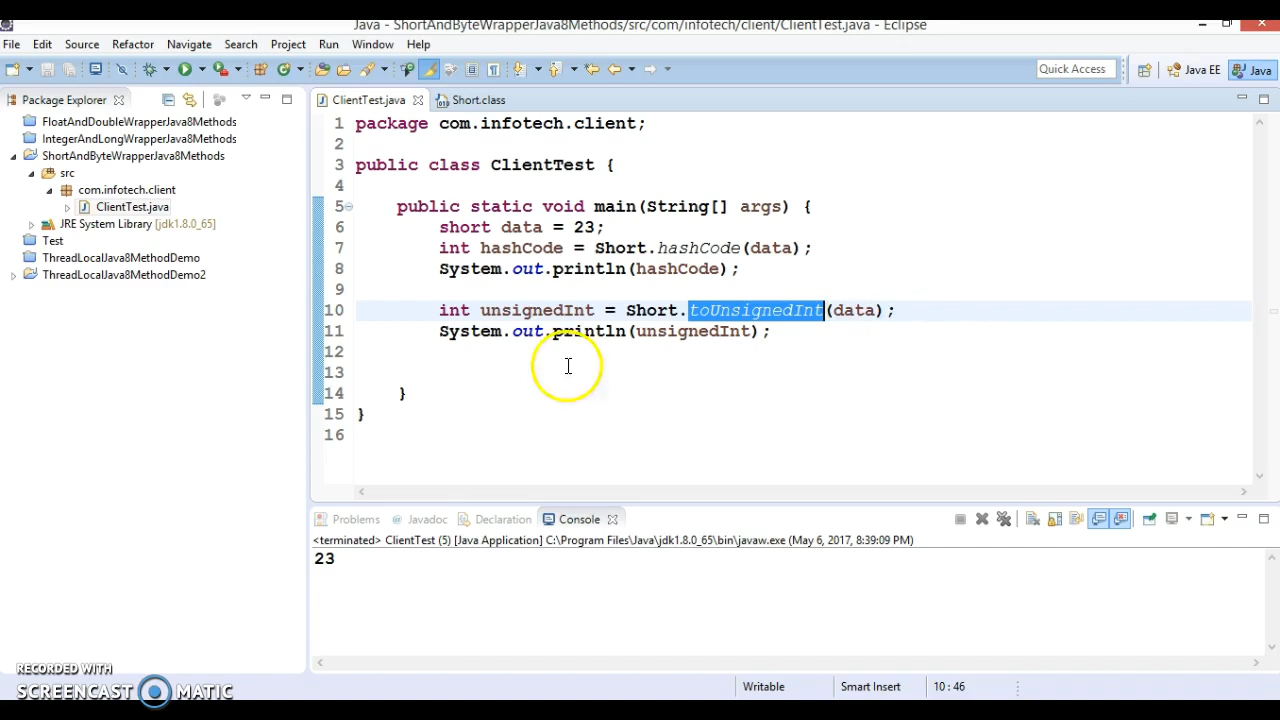 Java - ShortAndByteWrapperJava8Methods/src/com/infotech/client/ClientTest.java - Eclipse
File Edit Source Refactor Navigate Search Project Run Window Help
Quick Access Java EE Java
Package Explorer
FloatAndDoubleWrapperJava8Methods
IntegerAndLongWrapperJava8Methods
ShortAndByteWrapperJava8Methods
src
com.infotech.client
ClientTest.java
JRE System Library [jdk1.8.0_65]
Test
ThreadLocalJava8MethodDemo
ThreadLocalJava8MethodDemo2
ClientTest.java Short.class
1 package com.infotech.client;
2
3 public class ClientTest {
4
5 public static void main(String[] args) {
6 short data = 23;
7 int hashCode = Short.hashCode(data);
8 System.out.println(hashCode);
9
10 int unsignedInt = Short.toUnsignedInt(data);
11 System.out.println(unsignedInt);
12
13
14 }
15 }
16
Problems Javadoc Declaration Console
<terminated> ClientTest (5) [Java Application] C:\Program Files\Java\jdk1.8.0_65\bin\javaw.exe (May 6, 2017, 8:39:09 PM)
23
Writable Smart Insert 10 : 46
RECORDED WITH
SCREENCAST MATIC